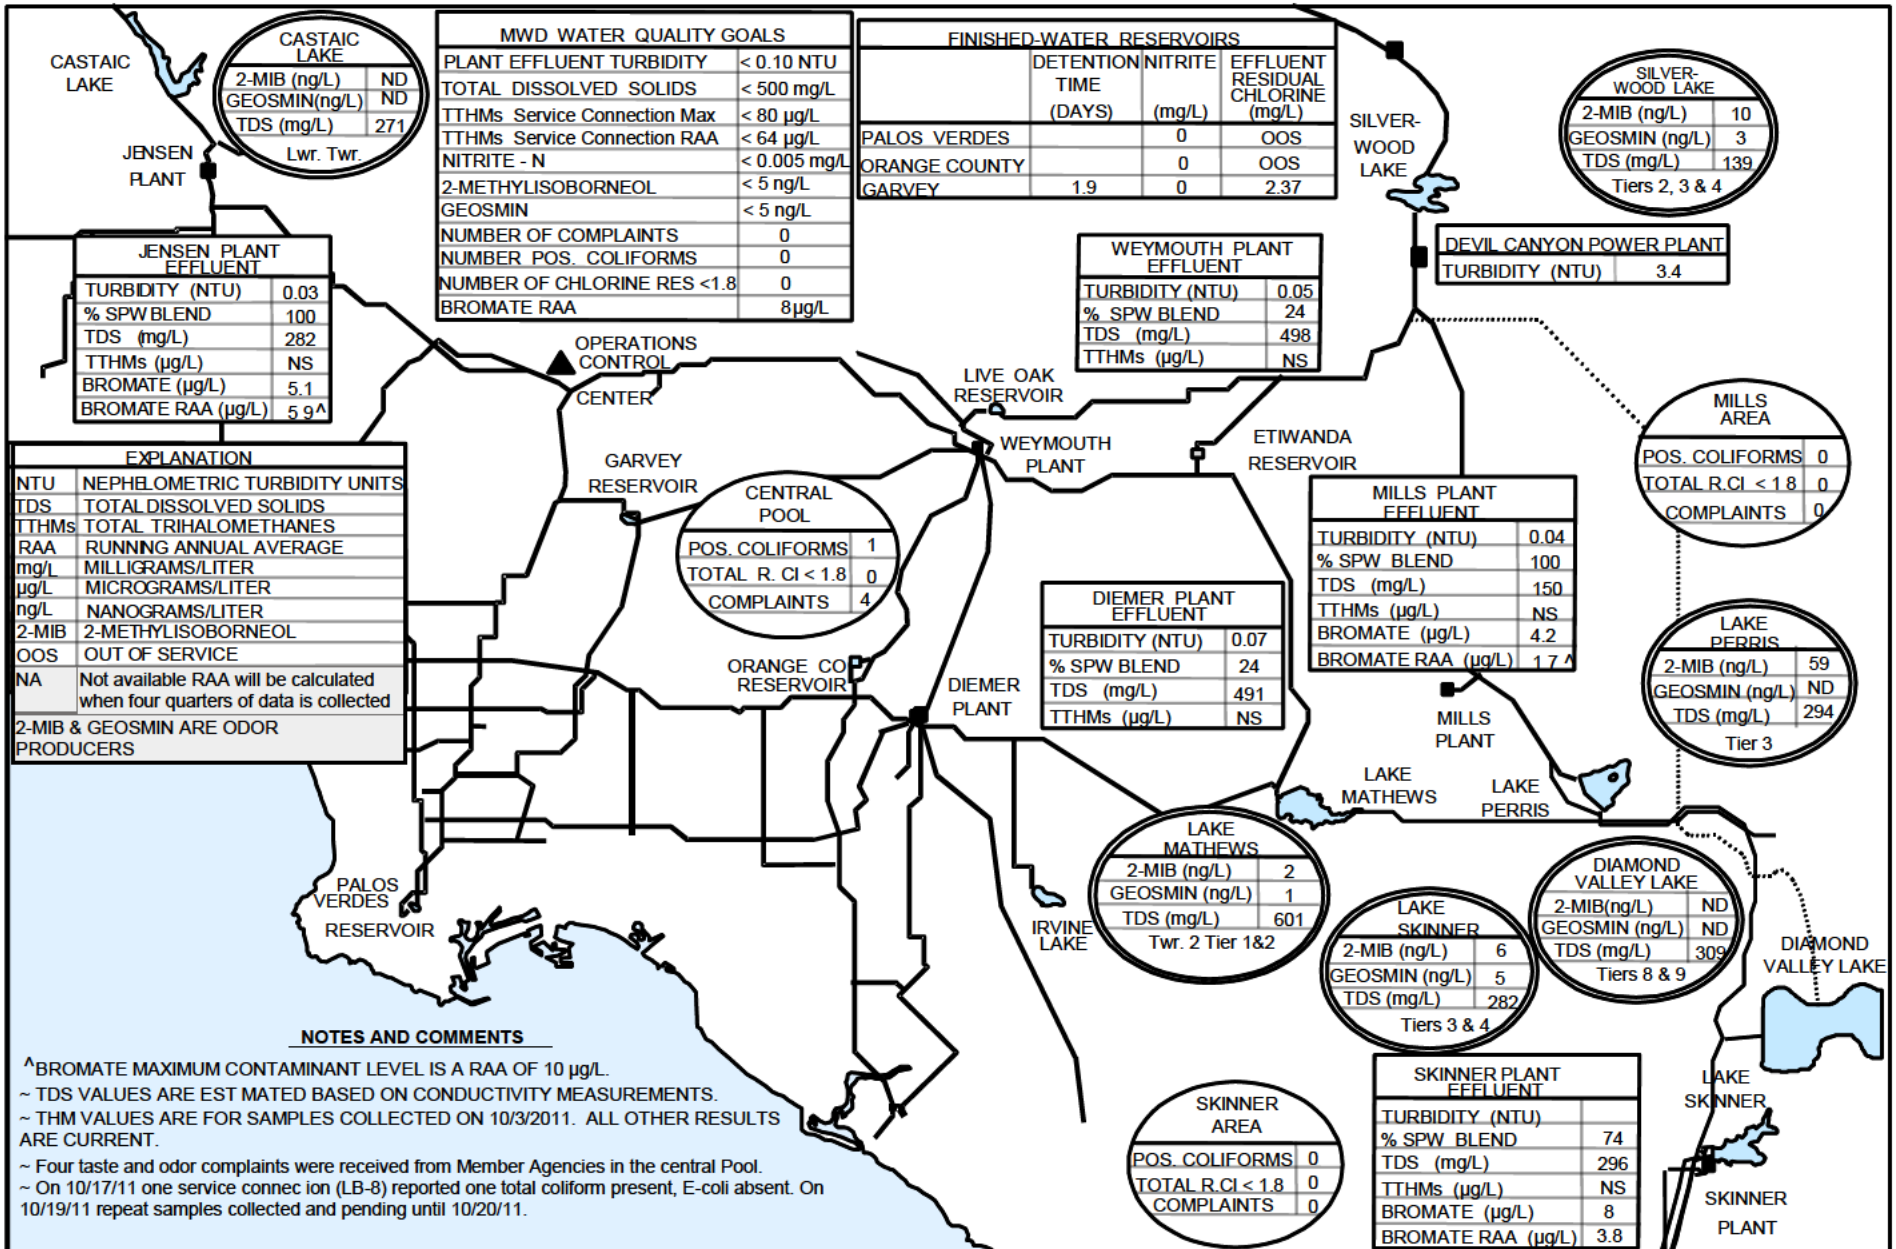 CASTAIC
LAKE
CASTAIC
LAKE
2-MIB (ng/L) ND
GEOSMIN(ng/L) ND
TDS (mg/L) 271
Lwr. Twr.
JENSEN
PLANT
MWD WATER QUALITY GOALS
PLANT EFFLUENT TURBIDITY < 0.10 NTU
TOTAL DISSOLVED SOLIDS < 500 mg/L
TTHMs Service Connection Max < 80 µg/L
TTHMs Service Connection RAA < 64 µg/L
NITRITE - N < 0.005 mg/L
2-METHYLISOBORNEOL < 5 ng/L
GEOSMIN < 5 ng/L
NUMBER OF COMPLAINTS 0
NUMBER POS. COLIFORMS 0
NUMBER OF CHLORINE RES <1.8 0
BROMATE RAA 8µg/L
FINISHED-WATER RESERVOIRS
DETENTION NITRITE EFFLUENT
TIME RESIDUAL
CHLORINE
(DAYS) (mg/L) (mg/L)
PALOS VERDES 0 OOS
ORANGE COUNTY 0 OOS
GARVEY 1.9 0 2.37
SILVER-
WOOD
LAKE
SILVER-
WOOD LAKE
2-MIB (ng/L) 10
GEOSMIN (ng/L) 3
TDS (mg/L) 139
Tiers 2, 3 & 4
DEVIL CANYON POWER PLANT
TURBIDITY (NTU) 3.4
JENSEN PLANT
EFFLUENT
TURBIDITY (NTU) 0.03
% SPW BLEND 100
TDS (mg/L) 282
TTHMs (µg/L) NS
BROMATE (µg/L) 5.1
BROMATE RAA (µg/L) 5 9^
WEYMOUTH PLANT
EFFLUENT
TURBIDITY (NTU) 0.05
% SPW BLEND 24
TDS (mg/L) 498
TTHMs (µg/L) NS
OPERATIONS
CONTROL
CENTER
LIVE OAK
RESERVOIR
WEYMOUTH
PLANT
ETIWANDA
RESERVOIR
MILLS
AREA
POS. COLIFORMS 0
TOTAL R.Cl < 1 8 0
COMPLAINTS 0
EXPLANATION
NTU NEPHELOMETRIC TURBIDITY UNITS
TDS TOTAL DISSOLVED SOLIDS
TTHMs TOTAL TRIHALOMETHANES
RAA RUNNING ANNUAL AVERAGE
mg/L MILLIGRAMS/LITER
µg/L MICROGRAMS/LITER
ng/L NANOGRAMS/LITER
2-MIB 2-METHYLISOBORNEOL
OOS OUT OF SERVICE
NA Not available RAA will be calculated
when four quarters of data is collected
2-MIB & GEOSMIN ARE ODOR
PRODUCERS
GARVEY
RESERVOIR
CENTRAL
POOL
POS. COLIFORMS 1
TOTAL R. Cl < 1.8 0
COMPLAINTS 4
MILLS PLANT
EFFLUENT
TURBIDITY (NTU) 0.04
% SPW BLEND 100
TDS (mg/L) 150
TTHMs (µg/L) NS
BROMATE (µg/L) 4.2
BROMATE RAA (µg/L) 1 7 ^
DIEMER PLANT
EFFLUENT
TURBIDITY (NTU) 0.07
% SPW BLEND 24
TDS (mg/L) 491
TTHMs (µg/L) NS
ORANGE CO
RESERVOIR
DIEMER
PLANT
MILLS
PLANT
LAKE
PERRIS
2-MIB (ng/L) 59
GEOSMIN (ng/L) ND
TDS (mg/L) 294
Tier 3
LAKE
MATHEWS
LAKE
PERRIS
LAKE
MATHEWS
2-MIB (ng/L) 2
GEOSMIN (ng/L) 1
TDS (mg/L) 601
Twr. 2 Tier 1&2
DIAMOND
VALLEY LAKE
2-MIB(ng/L) ND
GEOSMIN (ng/L) ND
TDS (mg/L) 309
Tiers 8 & 9
LAKE
SKINNER
2-MIB (ng/L) 6
GEOSMIN (ng/L) 5
TDS (mg/L) 282
Tiers 3 & 4
PALOS
VERDES
RESERVOIR
IRVINE
LAKE
DIAMOND
VALLEY LAKE
NOTES AND COMMENTS
^BROMATE MAXIMUM CONTAMINANT LEVEL IS A RAA OF 10 µg/L.
~ TDS VALUES ARE EST MATED BASED ON CONDUCTIVITY MEASUREMENTS.
~ THM VALUES ARE FOR SAMPLES COLLECTED ON 10/3/2011. ALL OTHER RESULTS
ARE CURRENT.
~ Four taste and odor complaints were received from Member Agencies in the central Pool.
~ On 10/17/11 one service connec ion (LB-8) reported one total coliform present, E-coli absent. On
10/19/11 repeat samples collected and pending until 10/20/11.
SKINNER
AREA
POS. COLIFORMS 0
TOTAL R.Cl < 1.8 0
COMPLAINTS 0
SKINNER PLANT
EFFLUENT
TURBIDITY (NTU)
% SPW BLEND 74
TDS (mg/L) 296
TTHMs (µg/L) NS
BROMATE (µg/L) 8
BROMATE RAA (µg/L) 3.8
LAKE
SKINNER
SKINNER
PLANT